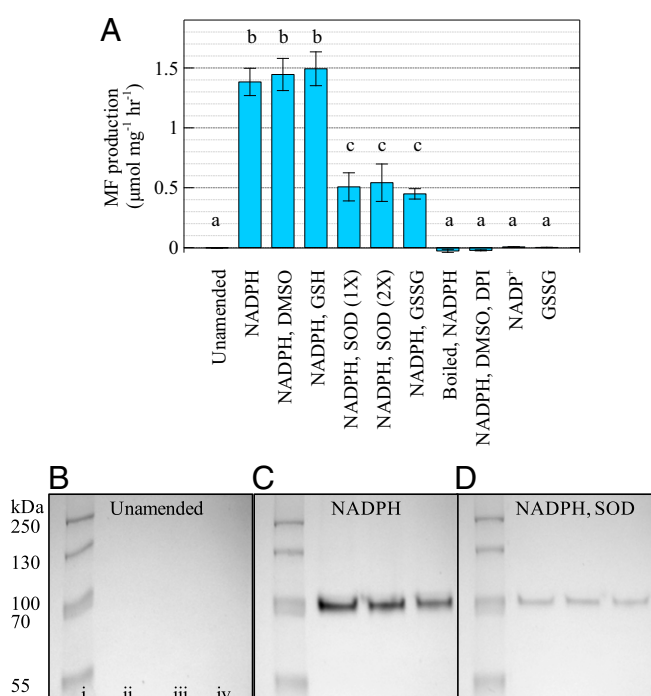 A
MF production
(μmol mg⁻¹ hr⁻¹)
1.5
1
0.5
0
a
b
b
b
c
c
c
a
a
a
a
Unamended
NADPH
NADPH, DMSO
NADPH, GSH
NADPH, SOD (1X)
NADPH, SOD (2X)
NADPH, GSSG
Boiled, NADPH
NADPH, DMSO, DPI
NADP⁺
GSSG
B
C
D
kDa
250
130
100
70
55
Unamended
NADPH
NADPH, SOD
i
ii
iii
iv